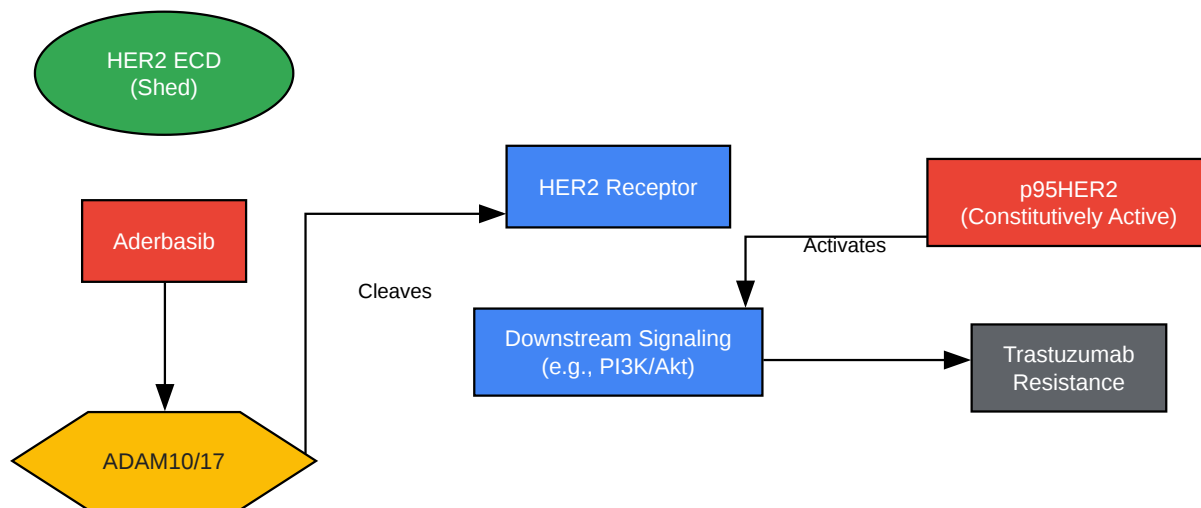 HER2 ECD
(Shed)
HER2 Receptor
p95HER2
(Constitutively Active)
Aderbasib
Activates
Cleaves
Downstream Signaling
(e.g., PI3K/Akt)
Trastuzumab
Resistance
ADAM10/17